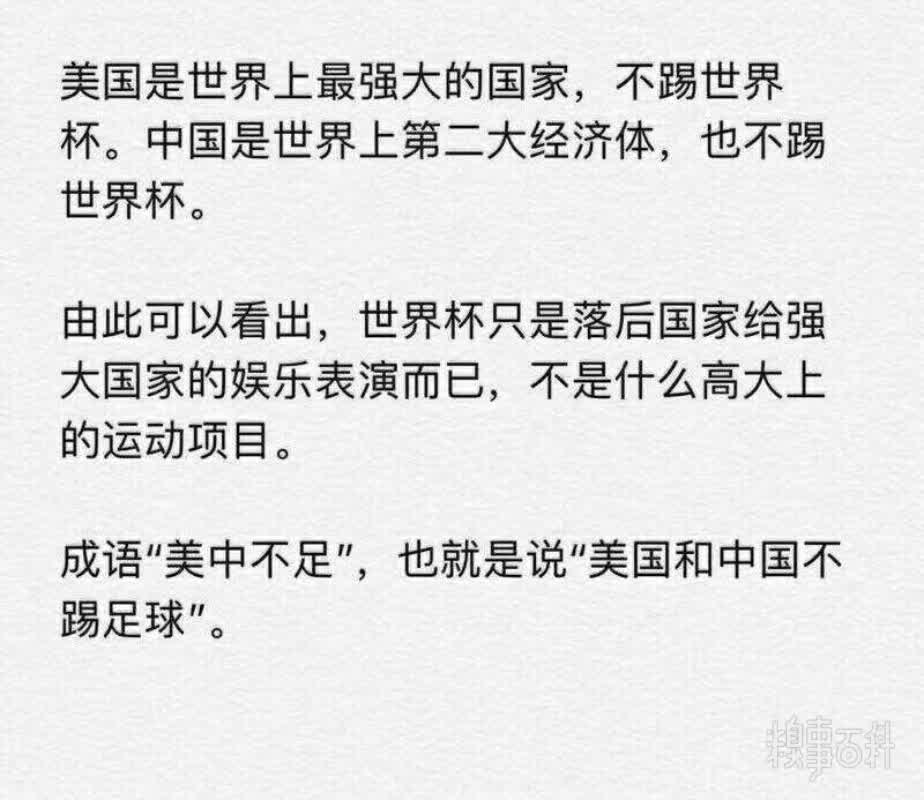 美国是世界上最强大的国家，不踢世界
杯。中国是世界上第二大经济体，也不踢
世界杯。
由此可以看出，世界杯只是落后国家给强
大国家的娱乐表演而已，不是什么高大上
的运动项目。
成语“美中不足”，也就是说“美国和中国不
踢足球”。
糗事百科